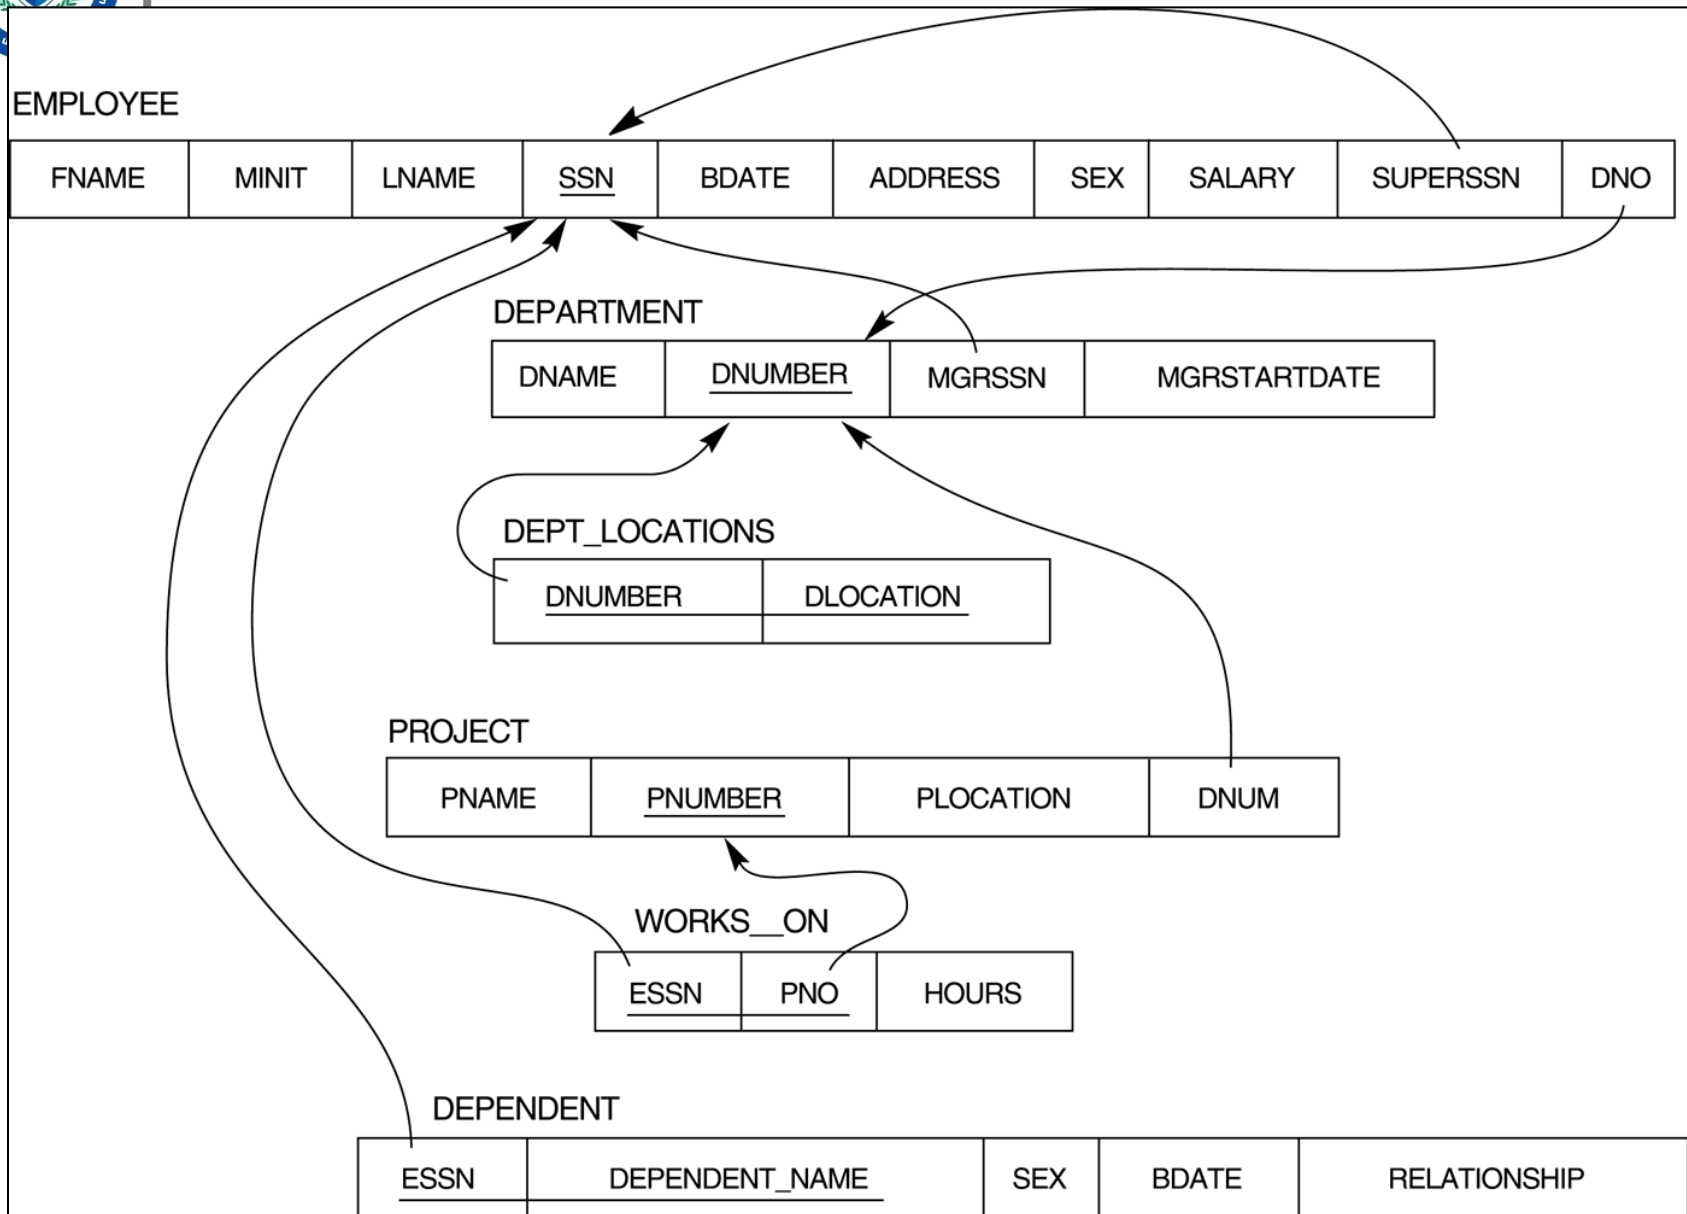 EMPLOYEE
FNAME MINIT LNAME SSN BDATE ADDRESS SEX SALARY SUPERSSN DNO
DEPARTMENT
DNAME DNUMBER MGRSSN MGRSTARTDATE
DEPT_LOCATIONS
DNUMBER DLOCATION
PROJECT
PNAME PNUMBER PLOCATION DNUM
WORKS__ON
ESSN PNO HOURS
DEPENDENT
ESSN DEPENDENT_NAME SEX BDATE RELATIONSHIP